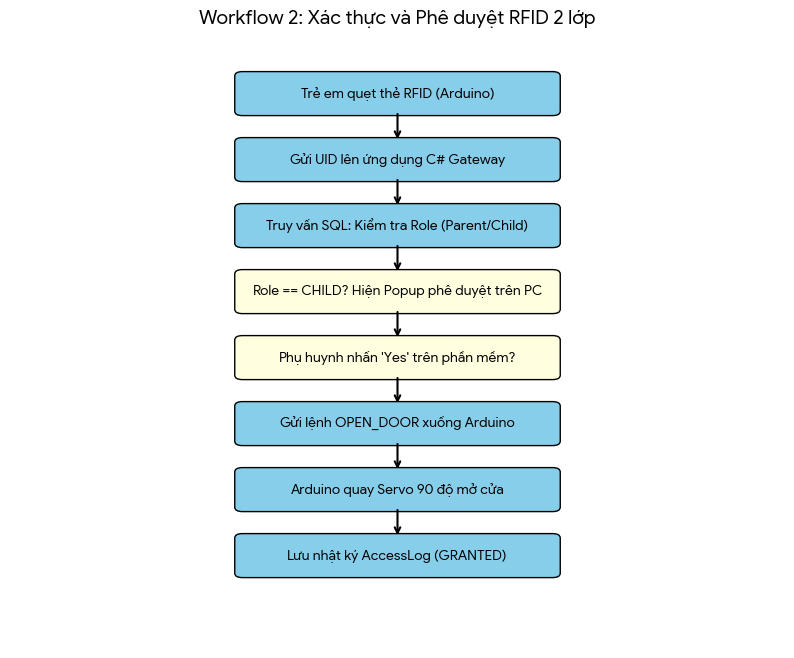 Workflow 2: Xác thực và Phê duyệt RFID 2 lớp
Trẻ em quẹt thẻ RFID (Arduino)
Gửi UID lên ứng dụng C# Gateway
Truy vấn SQL: Kiểm tra Role (Parent/Child)
Role == CHILD? Hiện Popup phê duyệt trên PC
Phụ huynh nhấn 'Yes' trên phần mềm?
Gửi lệnh OPEN_DOOR xuống Arduino
Arduino quay Servo 90 độ mở cửa
Lưu nhật ký AccessLog (GRANTED)